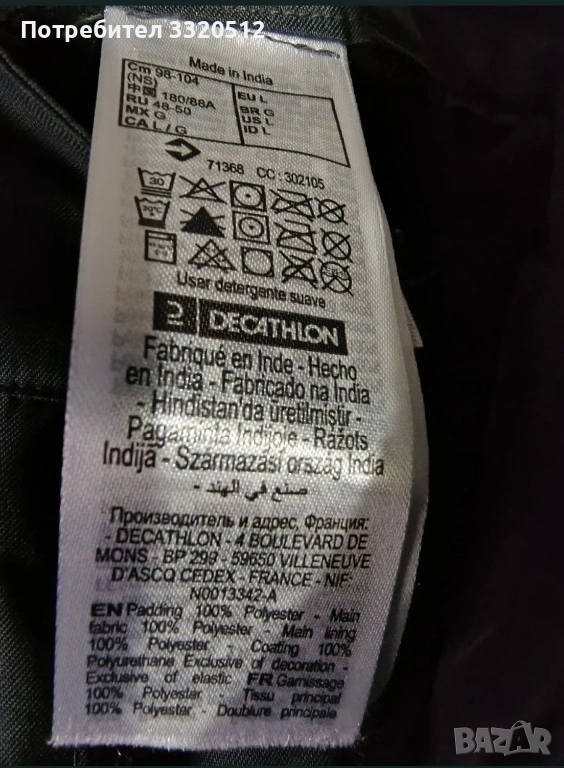 Потребител 3320512
Made in India
Cm 98-104
(NS)
中国 180/88A
RU 48-50
MX G
CA L / G
EU L
BR G
US L
ID L
71368 CC : 302105
30
Usar detergente suave
DECATHLON
Fabriqué en Inde - Hecho
en India - Fabricado na India
- Hindistan'da üretilmiştir -
Pagaminta Indijoje - Ražots
Indijā - Származási ország India
صنع في الهند -
Производитель и адрес, Франция:
- DECATHLON - 4 BOULEVARD DE
MONS - BP 299 - 59650 VILLENEUVE
D'ASCQ CEDEX - FRANCE - NIF:
N0013342-A
EN Padding 100% Polyester - Main
fabric 100% Polyester - Main lining
100% Polyester - Coating 100%
Polyurethane Exclusive of decoration -
Exclusive of elastic FR Garnissage
100% Polyester - Tissu principal
100% Polyester - Doublure principale
BAZAR